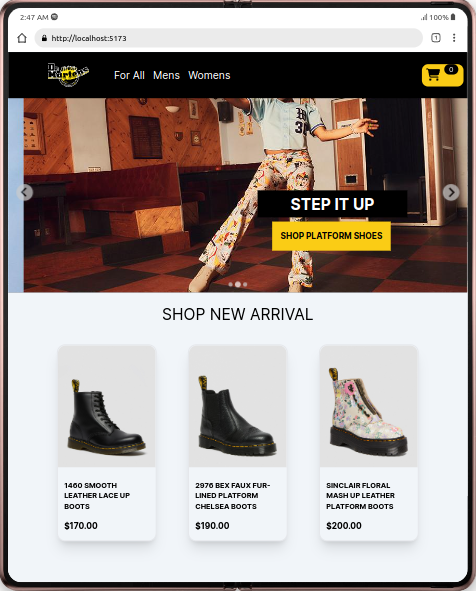 2:47 AM
100%
http://localhost:5173
1
Dr. Martens
For All Mens Womens
0
STEP IT UP
SHOP PLATFORM SHOES
SHOP NEW ARRIVAL
1460 SMOOTH
LEATHER LACE UP
BOOTS
$170.00
2976 BEX FAUX FUR-
LINED PLATFORM
CHELSEA BOOTS
$190.00
SINCLAIR FLORAL
MASH UP LEATHER
PLATFORM BOOTS
$200.00